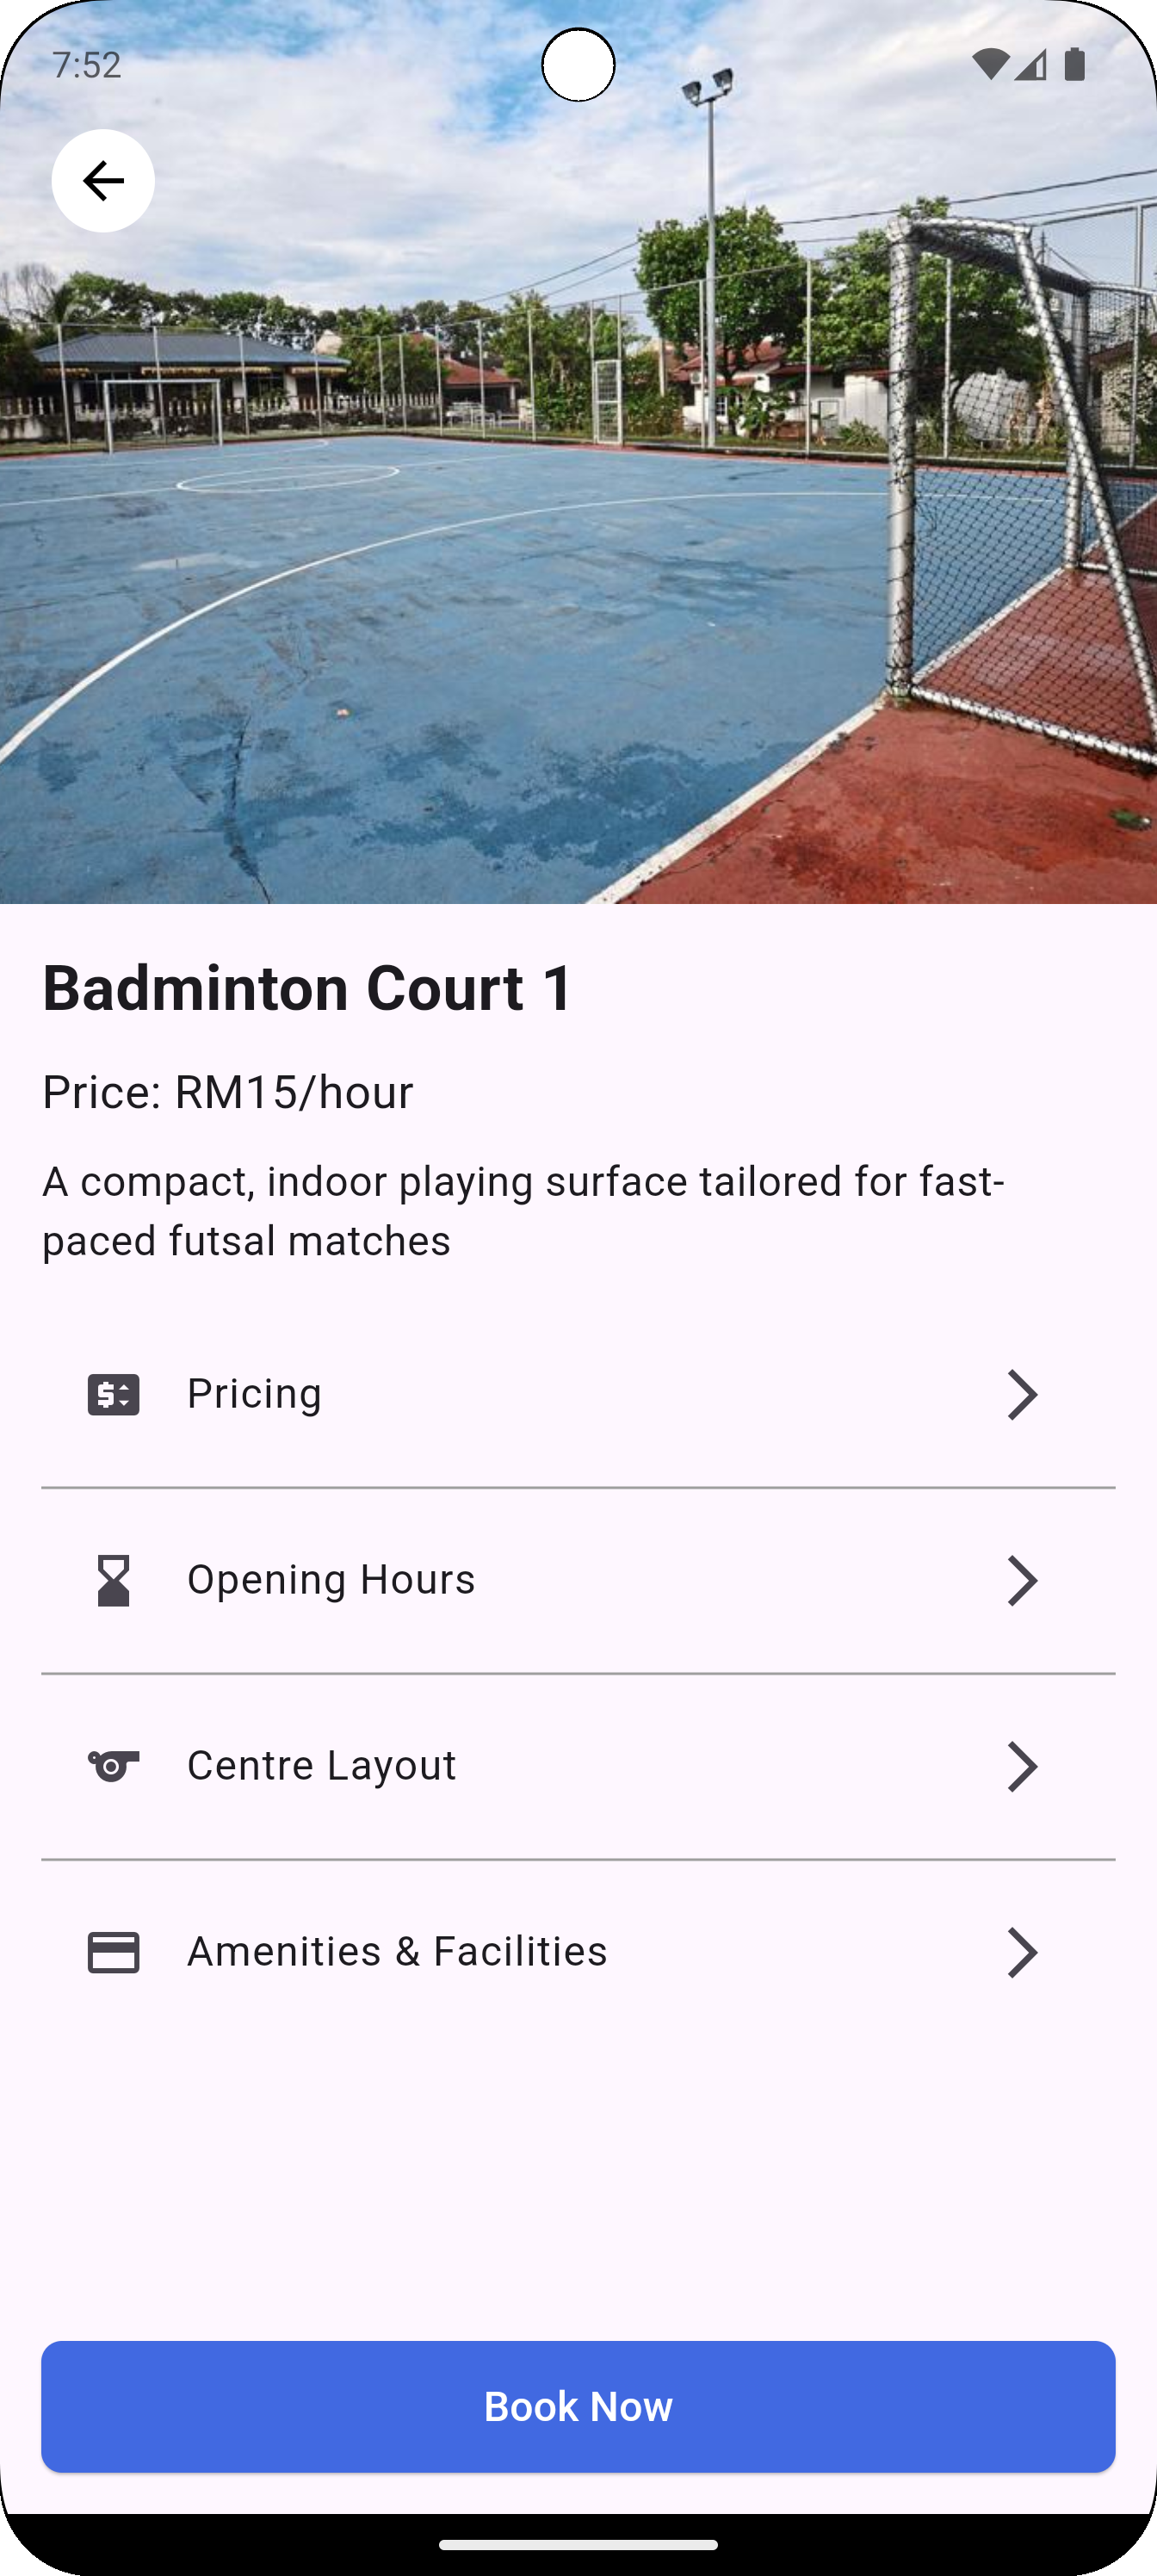 7:52
Badminton Court 1
Price: RM15/hour
A compact, indoor playing surface tailored for fast-
paced futsal matches
Pricing
Opening Hours
Centre Layout
Amenities & Facilities
Book Now